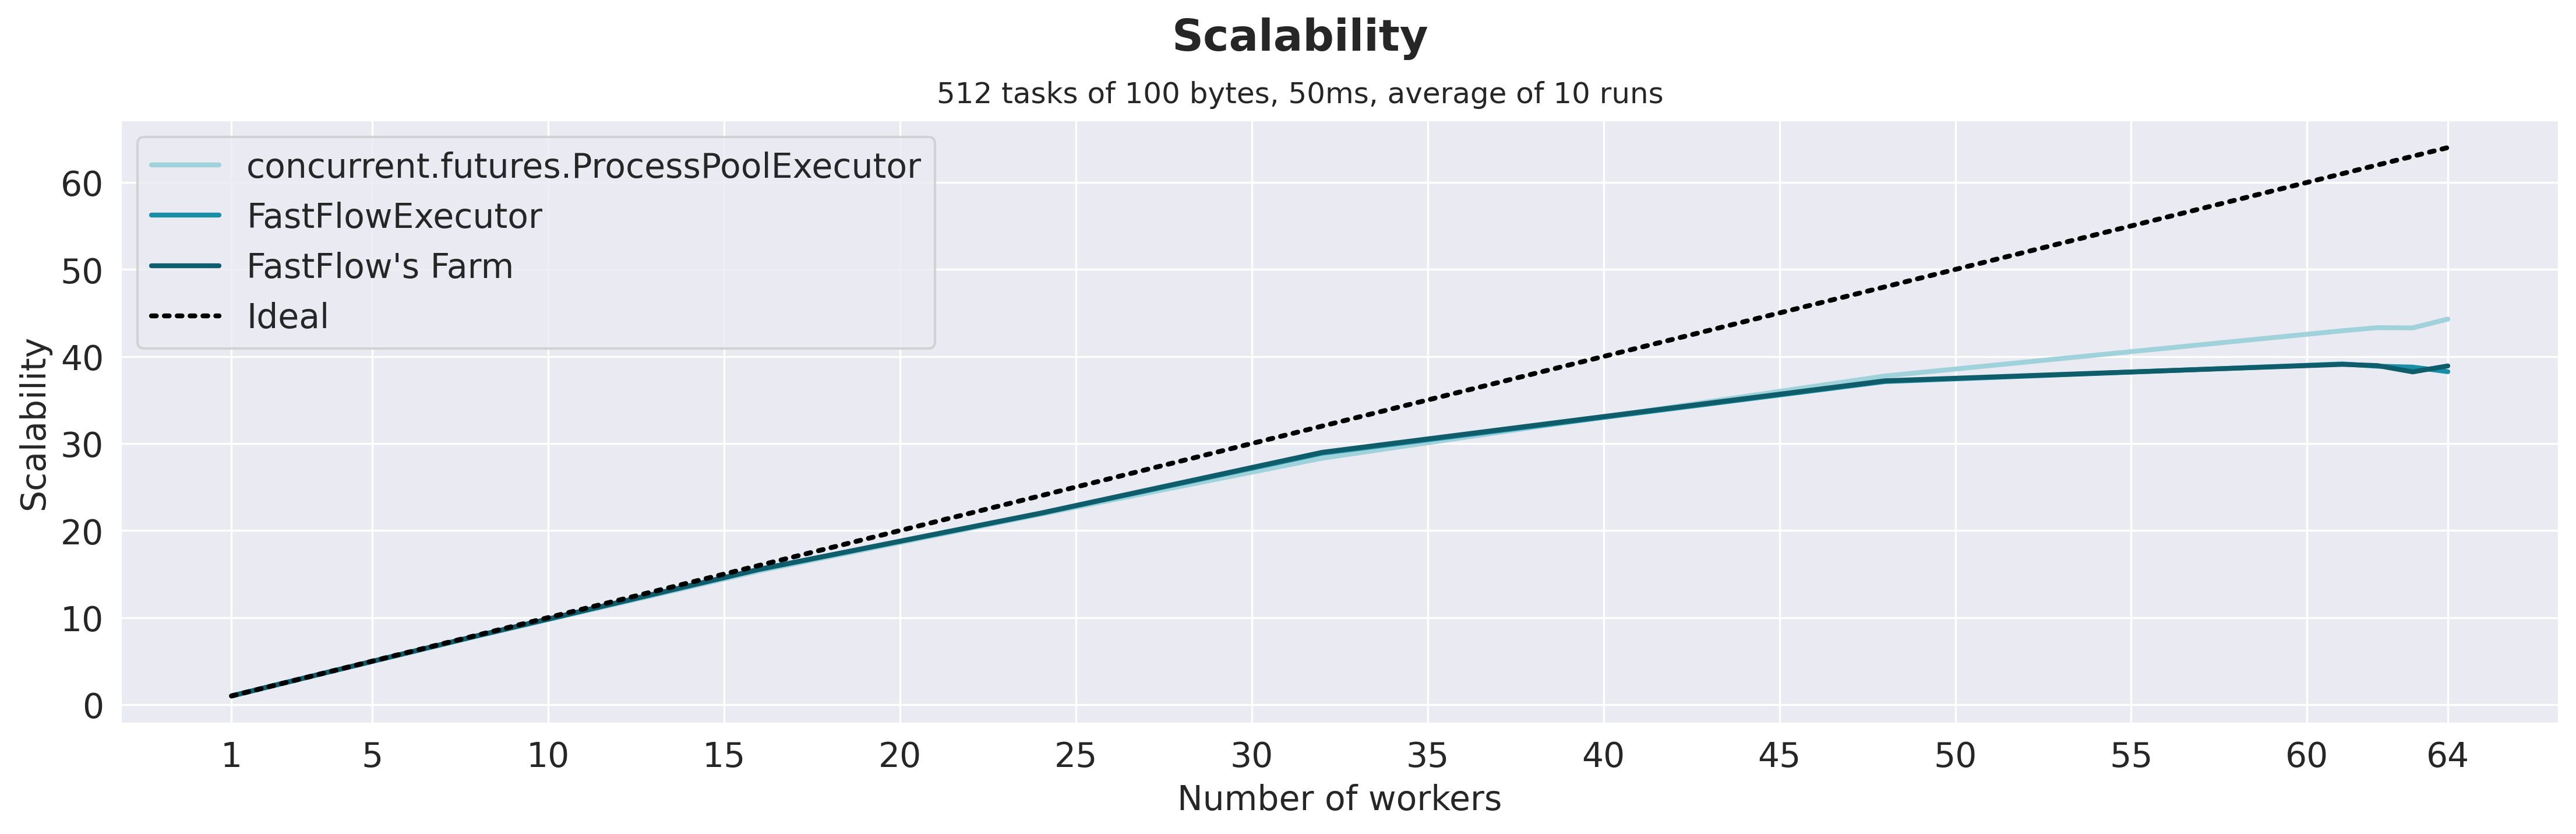 Scalability
512 tasks of 100 bytes, 50ms, average of 10 runs
concurrent.futures.ProcessPoolExecutor
FastFlowExecutor
FastFlow's Farm
Ideal
Scalability
60
50
40
30
20
10
0
1 5 10 15 20 25 30 35 40 45 50 55 60 64
Number of workers